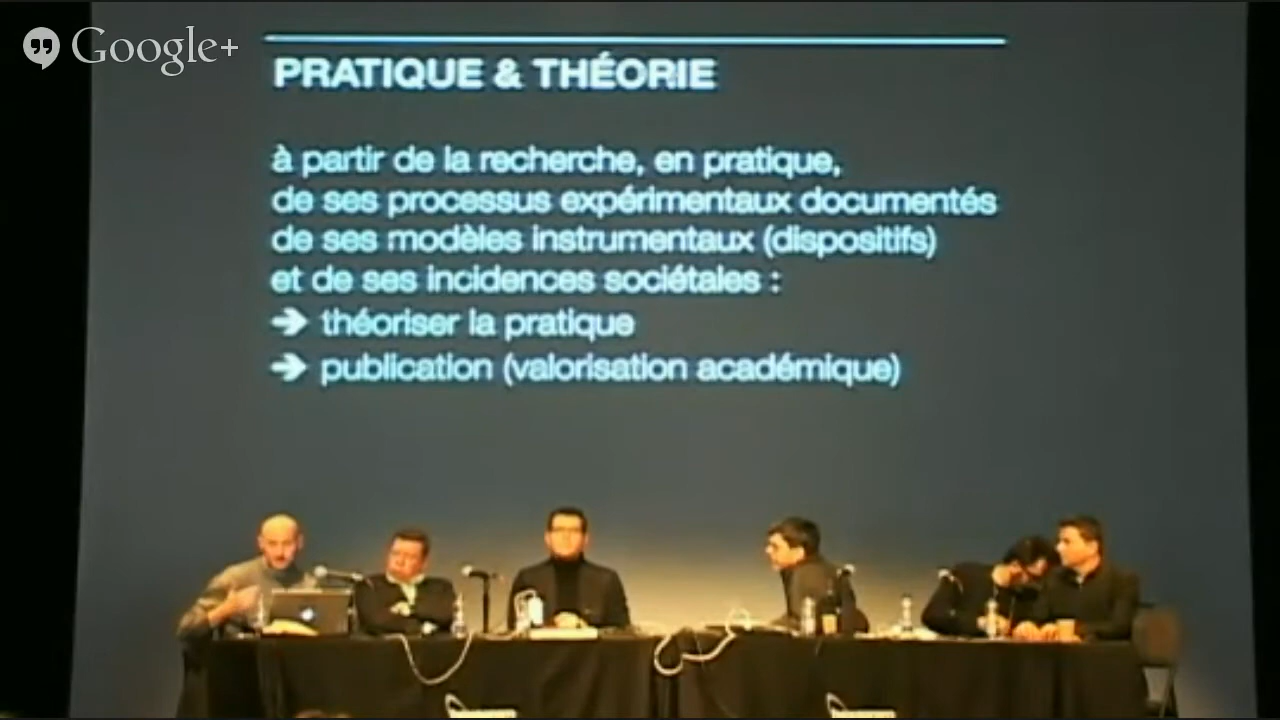 Google+
PRATIQUE & THÉORIE
à partir de la recherche, en pratique,
de ses processus expérimentaux documentés
de ses modèles instrumentaux (dispositifs)
et de ses incidences sociétales :
→ théoriser la pratique
→ publication (valorisation académique)